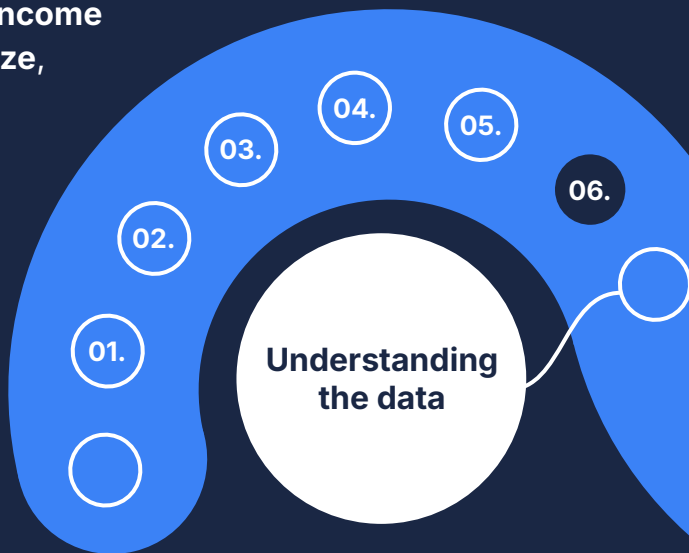 ncome
ze,
04.
05.
03.
06.
02.
01.
Understanding
the data